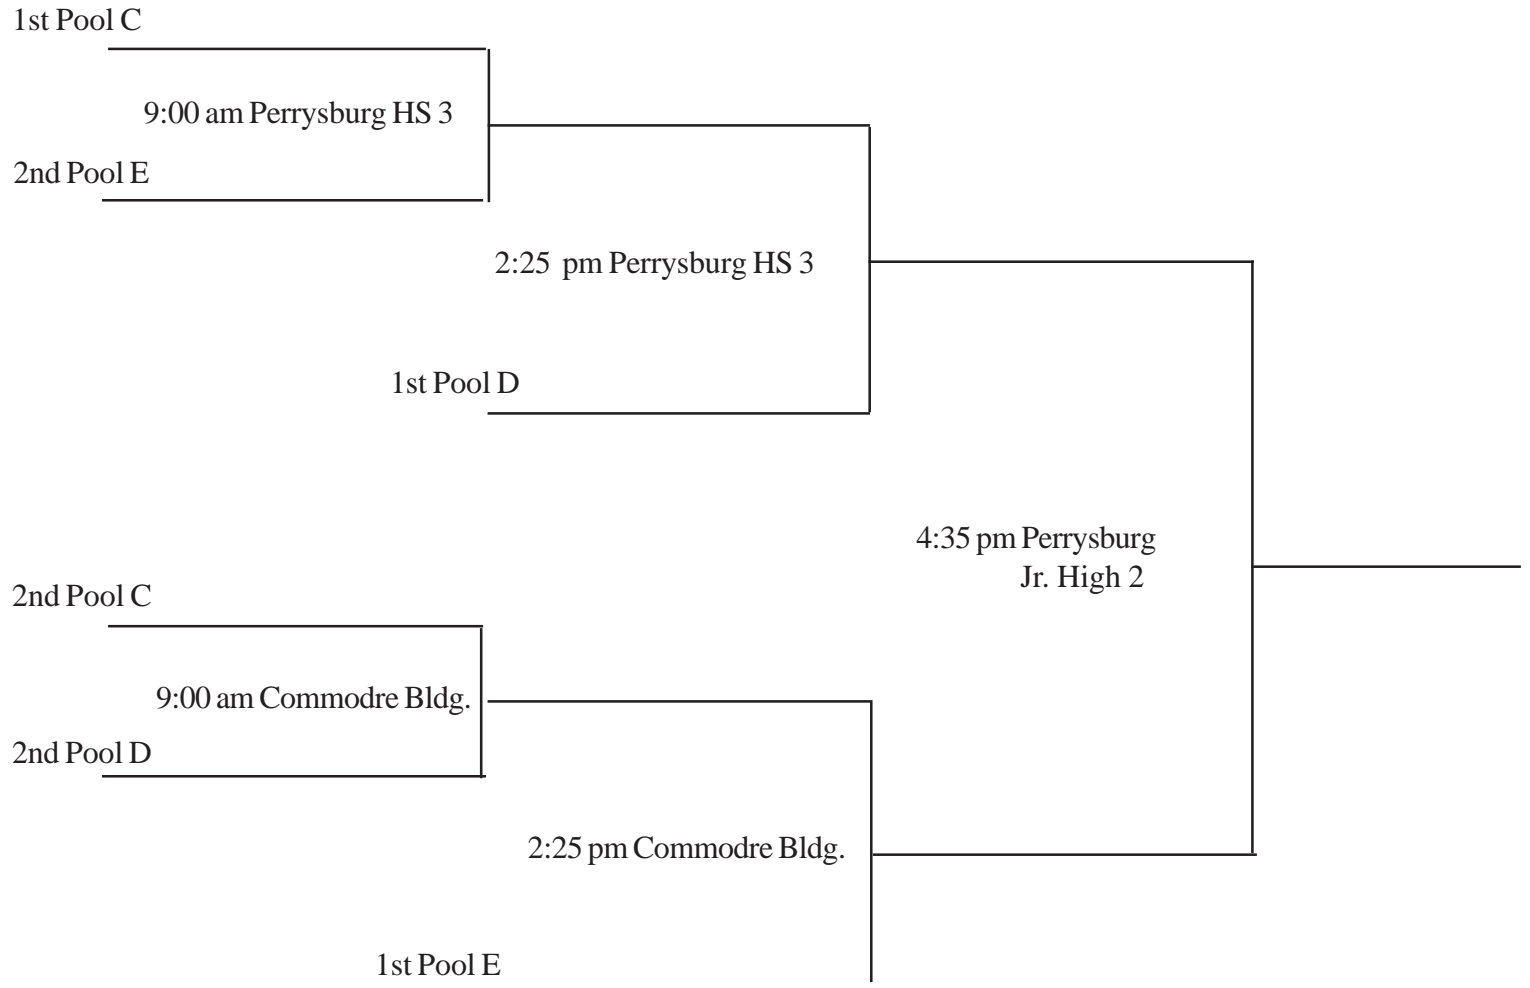 1st Pool C
9:00 am Perrysburg HS 3
2nd Pool E
2:25 pm Perrysburg HS 3
1st Pool D
4:35 pm Perrysburg
Jr. High 2
2nd Pool C
9:00 am Commodre Bldg.
2nd Pool D
2:25 pm Commodre Bldg.
1st Pool E